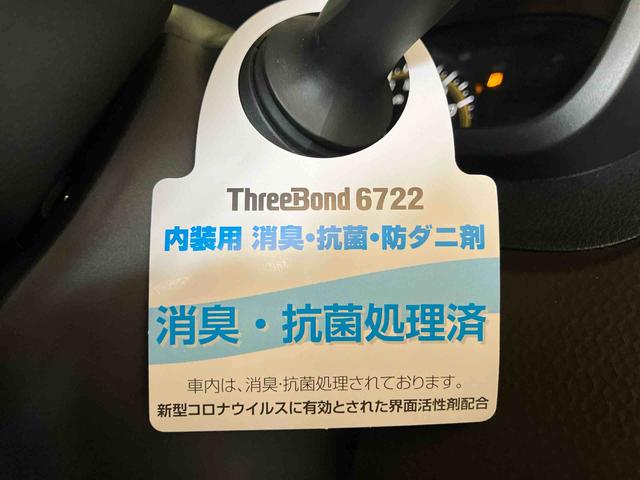 ThreeBond 6722
内装用 消臭・抗菌・防ダニ剤
消臭・抗菌処理済
車内は、消臭・抗菌処理されております。
新型コロナウイルスに有効とされた界面活性剤配合